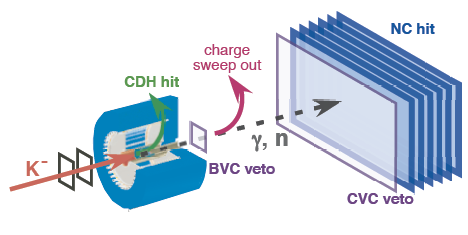 NC hit
charge
sweep out
CDH hit
K-
γ, n
BVC veto
CVC veto